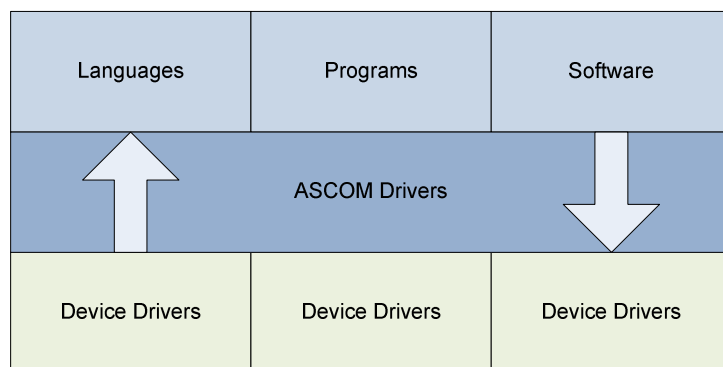 Languages
Programs
Software
ASCOM Drivers
Device Drivers
Device Drivers
Device Drivers